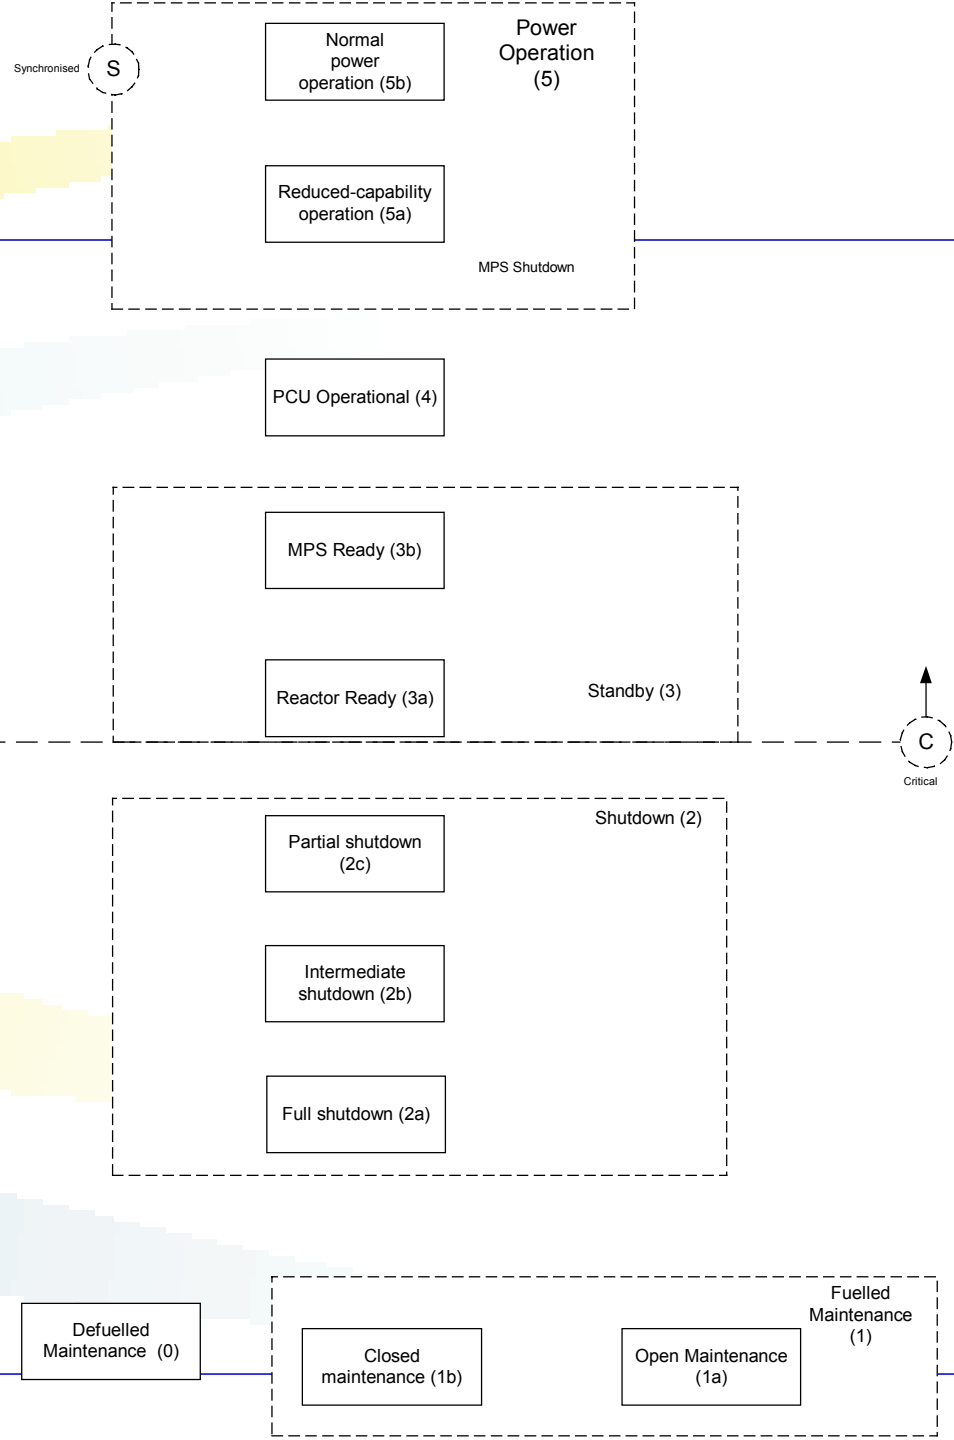 Normal
power
operation (5b)
Power
Operation
(5)
Synchronised
S
Reduced-capability
operation (5a)
MPS Shutdown
PCU Operational (4)
MPS Ready (3b)
Reactor Ready (3a)
Standby (3)
C
Critical
Shutdown (2)
Partial shutdown
(2c)
Intermediate
shutdown (2b)
Full shutdown (2a)
Defuelled
Maintenance (0)
Closed
maintenance (1b)
Open Maintenance
(1a)
Fuelled
Maintenance
(1)